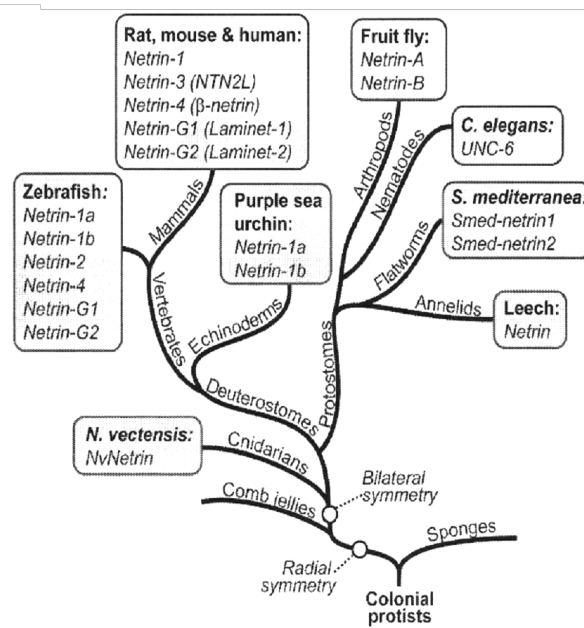 Rat, mouse & human:
Netrin-1
Netrin-3 (NTN2L)
Netrin-4 (β-netrin)
Netrin-G1 (Laminet-1)
Netrin-G2 (Laminet-2)
Fruit fly:
Netrin-A
Netrin-B
C. elegans:
UNC-6
Zebrafish:
Netrin-1a
Netrin-1b
Netrin-2
Netrin-4
Netrin-G1
Netrin-G2
Purple sea
urchin:
Netrin-1a
Netrin-1b
S. mediterranea:
Smed-netrin1
Smed-netrin2
Leech:
Netrin
Mammals
Vertebrates
Echinoderms
Deuterostomes
Arthropods
Nematodes
Flatworms
Annelids
Protostomes
N. vectensis:
NvNetrin
Cnidarians
Comb jellies
Bilateral
symmetry
Radial
symmetry
Sponges
Colonial
protists